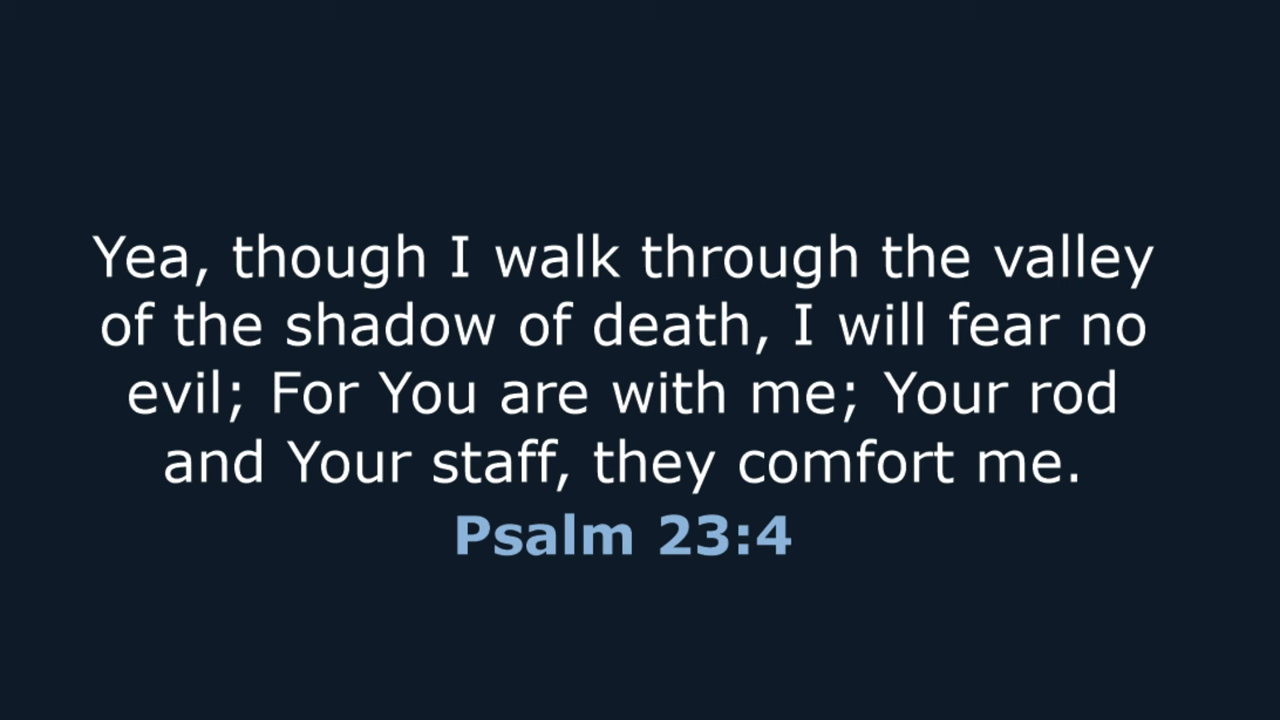 Yea, though I walk through the valley
of the shadow of death, I will fear no
evil; For You are with me; Your rod
and Your staff, they comfort me.
Psalm 23:4